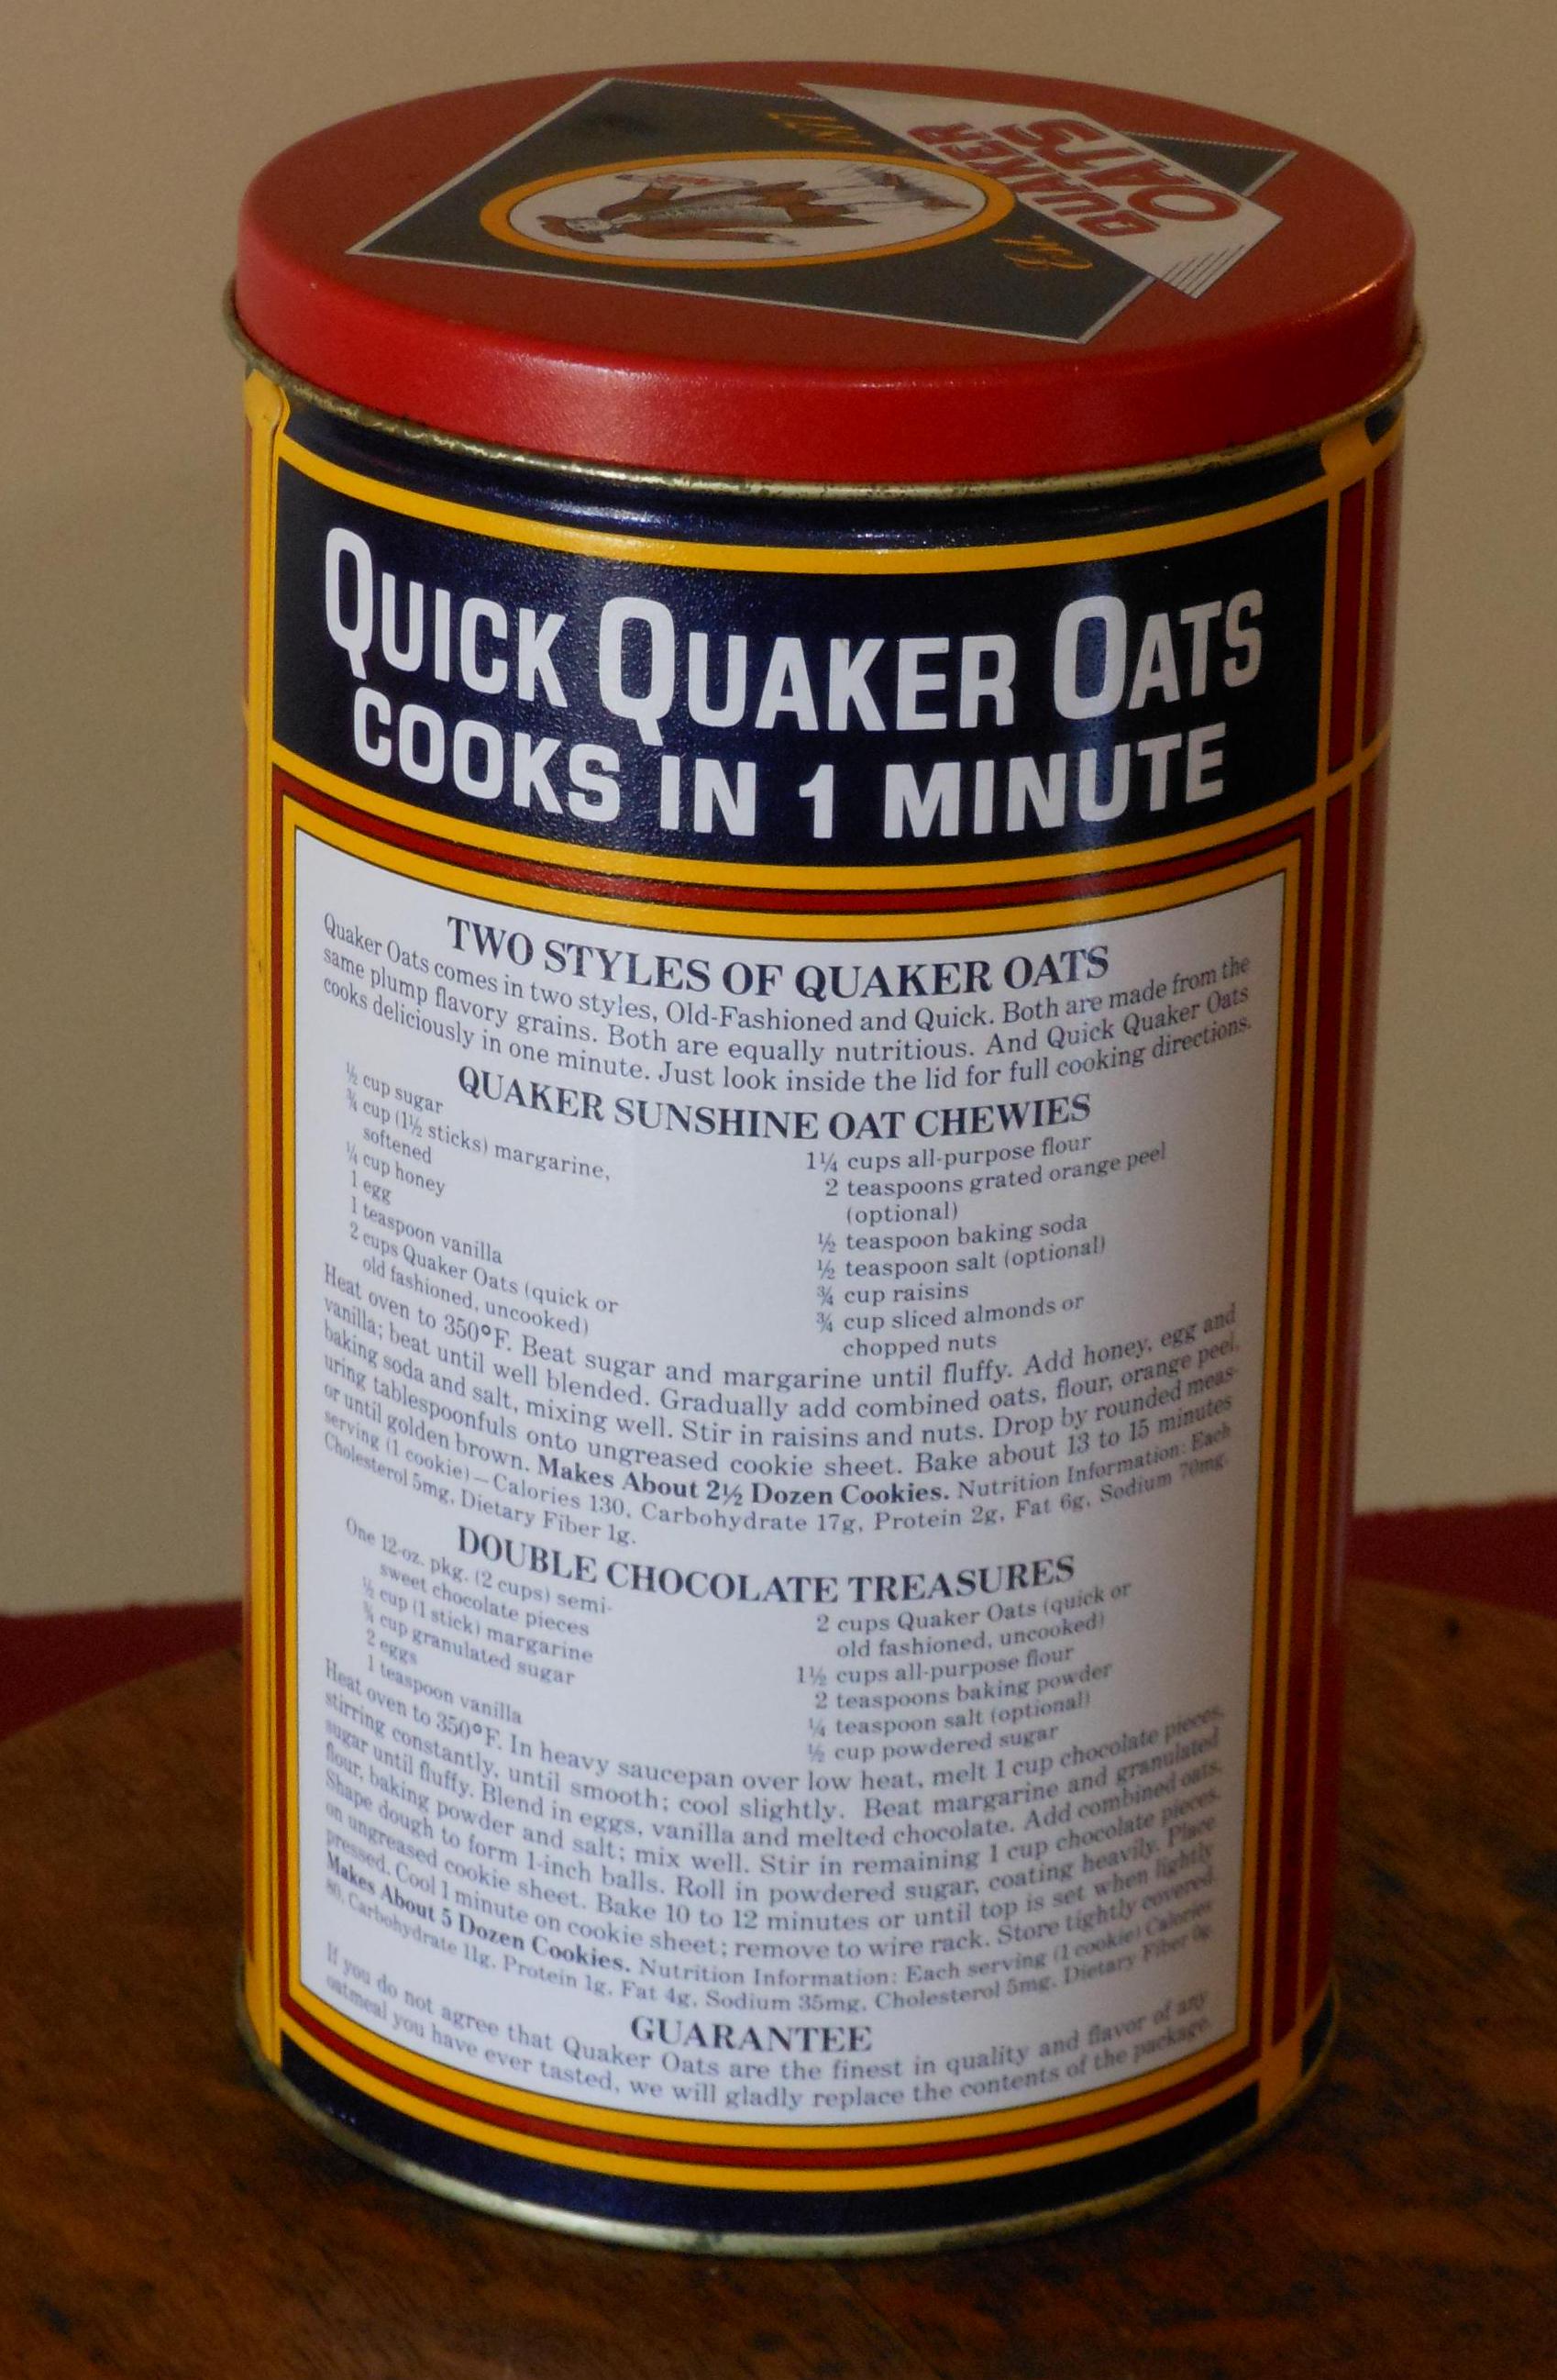 QUAKER
OATS
Est. 1877
QUICK QUAKER OATS
COOKS IN 1 MINUTE
TWO STYLES OF QUAKER OATS
Quaker Oats comes in two styles, Old-Fashioned and Quick. Both are made from the
same plump flavory grains. Both are equally nutritious. And Quick Quaker Oats
cooks deliciously in one minute. Just look inside the lid for full cooking directions.
QUAKER SUNSHINE OAT CHEWIES
½ cup sugar
¾ cup (1½ sticks) margarine,
softened
¼ cup honey
1 egg
1 teaspoon vanilla
2 cups Quaker Oats (quick or
old fashioned, uncooked)
1¼ cups all-purpose flour
2 teaspoons grated orange peel
(optional)
½ teaspoon baking soda
½ teaspoon salt (optional)
¾ cup raisins
¾ cup sliced almonds or
chopped nuts
Heat oven to 350°F. Beat sugar and margarine until fluffy. Add honey, egg and
vanilla; beat until well blended. Gradually add combined oats, flour, orange peel,
baking soda and salt, mixing well. Stir in raisins and nuts. Drop by rounded meas-
uring tablespoonfuls onto ungreased cookie sheet. Bake about 13 to 15 minutes
or until golden brown. Makes About 2½ Dozen Cookies. Nutrition Information: Each
serving (1 cookie) — Calories 130, Carbohydrate 17g, Protein 2g, Fat 6g, Sodium 70mg,
Cholesterol 5mg, Dietary Fiber 1g.
DOUBLE CHOCOLATE TREASURES
One 12-oz. pkg. (2 cups) semi-
sweet chocolate pieces
½ cup (1 stick) margarine
¾ cup granulated sugar
2 eggs
1 teaspoon vanilla
2 cups Quaker Oats (quick or
old fashioned, uncooked)
1½ cups all-purpose flour
2 teaspoons baking powder
¼ teaspoon salt (optional)
½ cup powdered sugar
Heat oven to 350°F. In heavy saucepan over low heat, melt 1 cup chocolate pieces,
stirring constantly, until smooth; cool slightly. Beat margarine and granulated
sugar until fluffy. Blend in eggs, vanilla and melted chocolate. Add combined oats,
flour, baking powder and salt; mix well. Stir in remaining 1 cup chocolate pieces.
Shape dough to form 1-inch balls. Roll in powdered sugar, coating heavily. Place
on ungreased cookie sheet. Bake 10 to 12 minutes or until top is set when lightly
pressed. Cool 1 minute on cookie sheet; remove to wire rack. Store tightly covered.
Makes About 5 Dozen Cookies. Nutrition Information: Each serving (1 cookie) Calories
80, Carbohydrate 11g, Protein 1g, Fat 4g, Sodium 35mg, Cholesterol 5mg, Dietary Fiber 0g.
GUARANTEE
If you do not agree that Quaker Oats are the finest in quality and flavor of any
oatmeal you have ever tasted, we will gladly replace the contents of the package.